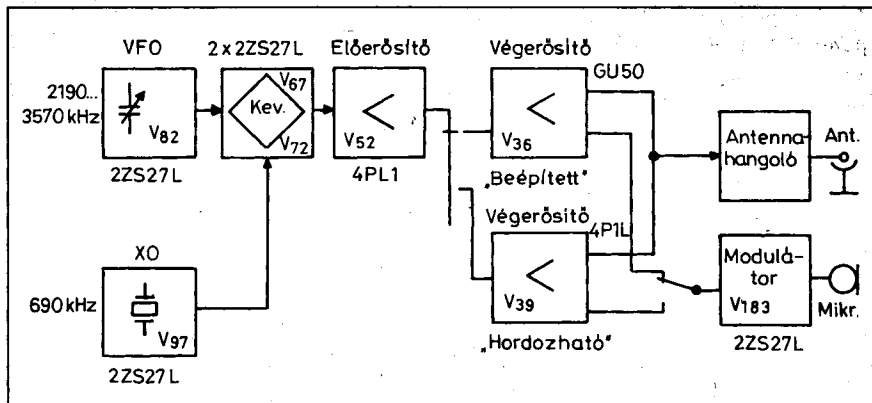 VFO
2x2ZS27L
Előerősítő
Végerősítő
GU50
2190...
3570 kHz
V82
2ZS27L
Kev.
V67
V72
V52
4PL1
V36
„Beépített"
Antenna-
hangoló
Ant.
Végerősítő
4P1L
V39
„Hordozható"
XO
690 kHz
V97
2ZS27L
Modulá-
tor
V183
Mikr.
2ZS27L